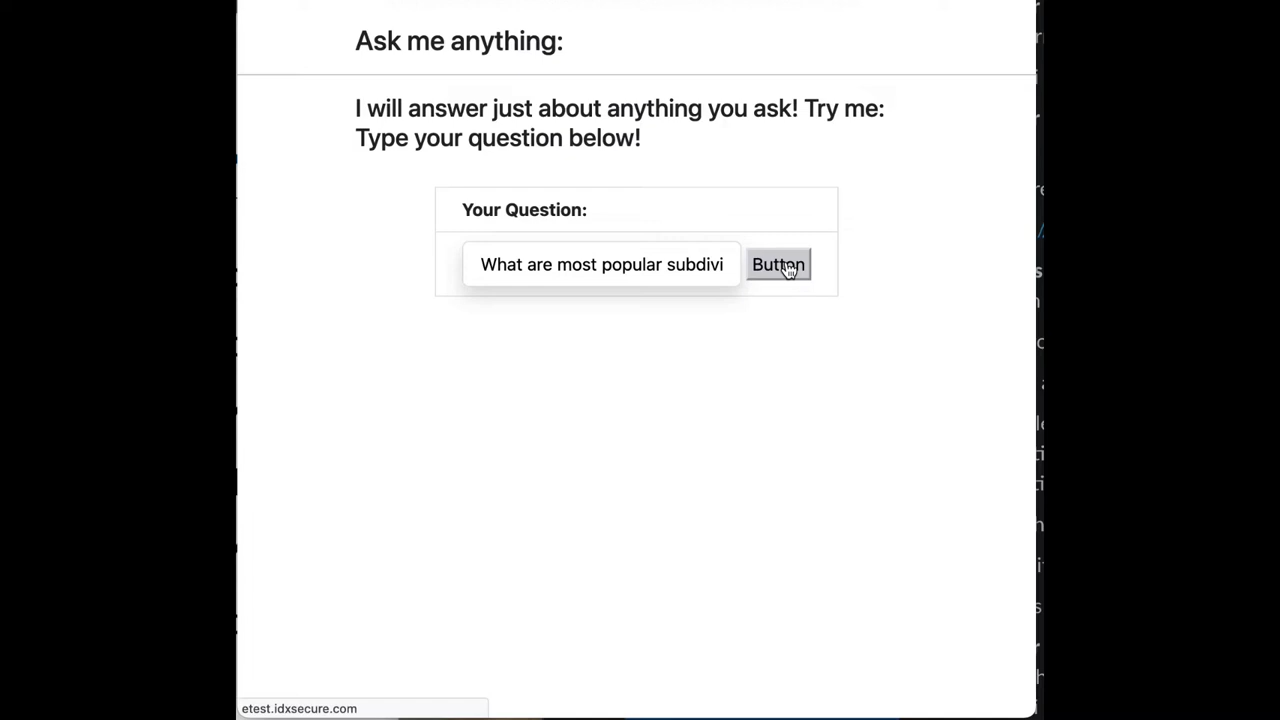 Ask me anything:
I will answer just about anything you ask! Try me:
Type your question below!
Your Question:
What are most popular subdivi
Button
etest.idxsecure.com